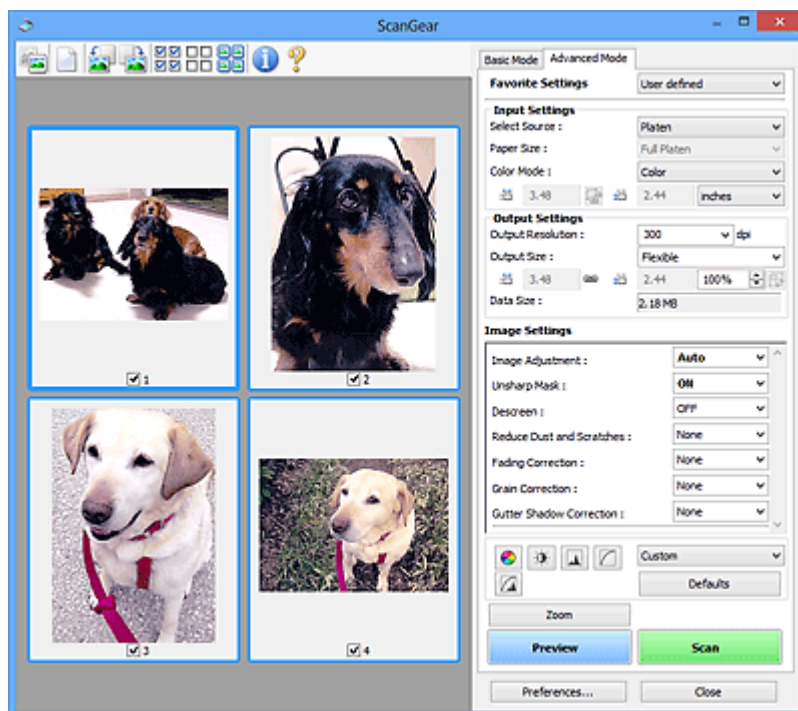 ScanGear
Basic Mode Advanced Mode
Favorite Settings User defined
Input Settings
Select Source : Platen
Paper Size : Full Platen
Color Mode : Color
3.48 2.44 inches
Output Settings
Output Resolution : 300 dpi
Output Size : Flexible
3.48 2.44 100%
Data Size : 2.18 MB
Image Settings
Image Adjustment : Auto
Unsharp Mask : ON
Descreen : OFF
Reduce Dust and Scratches : None
Fading Correction : None
Grain Correction : None
Gutter Shadow Correction : None
Custom
Defaults
Zoom
Preview Scan
Preferences... Close
1
2
3
4